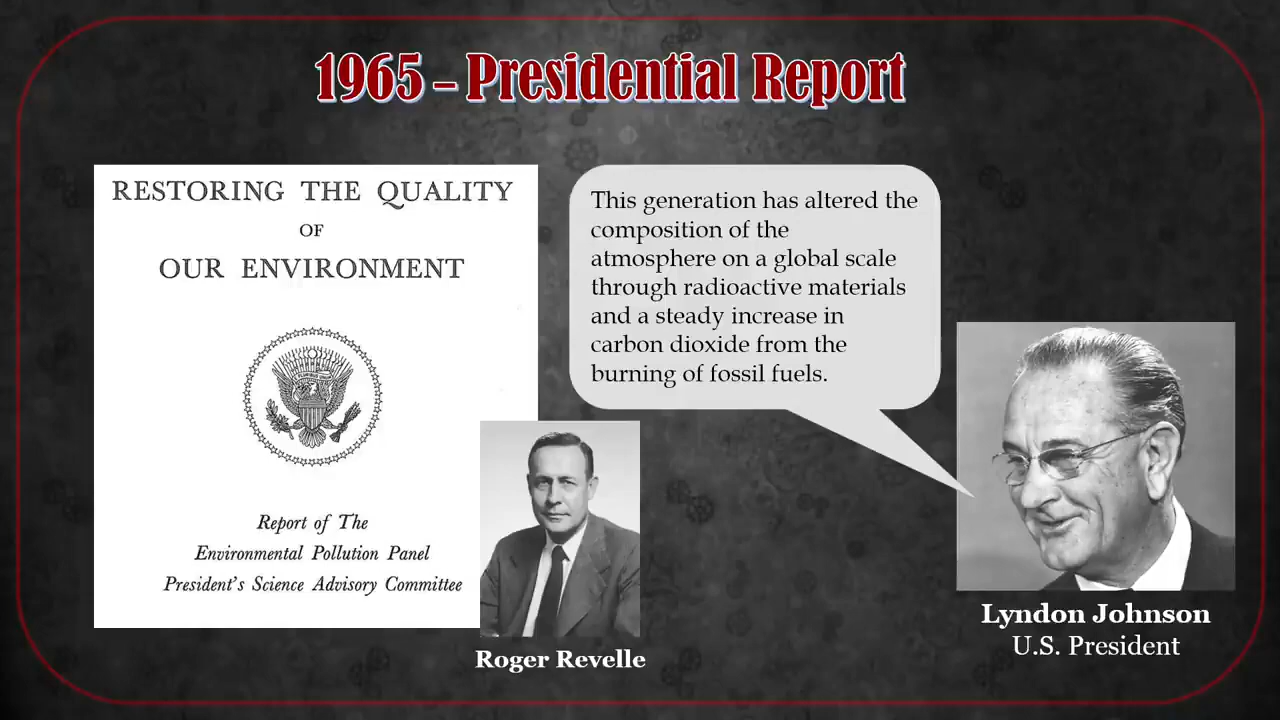 1965 – Presidential Report
RESTORING THE QUALITY
OF
OUR ENVIRONMENT
Report of The
Environmental Pollution Panel
President's Science Advisory Committee
This generation has altered the
composition of the
atmosphere on a global scale
through radioactive materials
and a steady increase in
carbon dioxide from the
burning of fossil fuels.
Roger Revelle
Lyndon Johnson
U.S. President